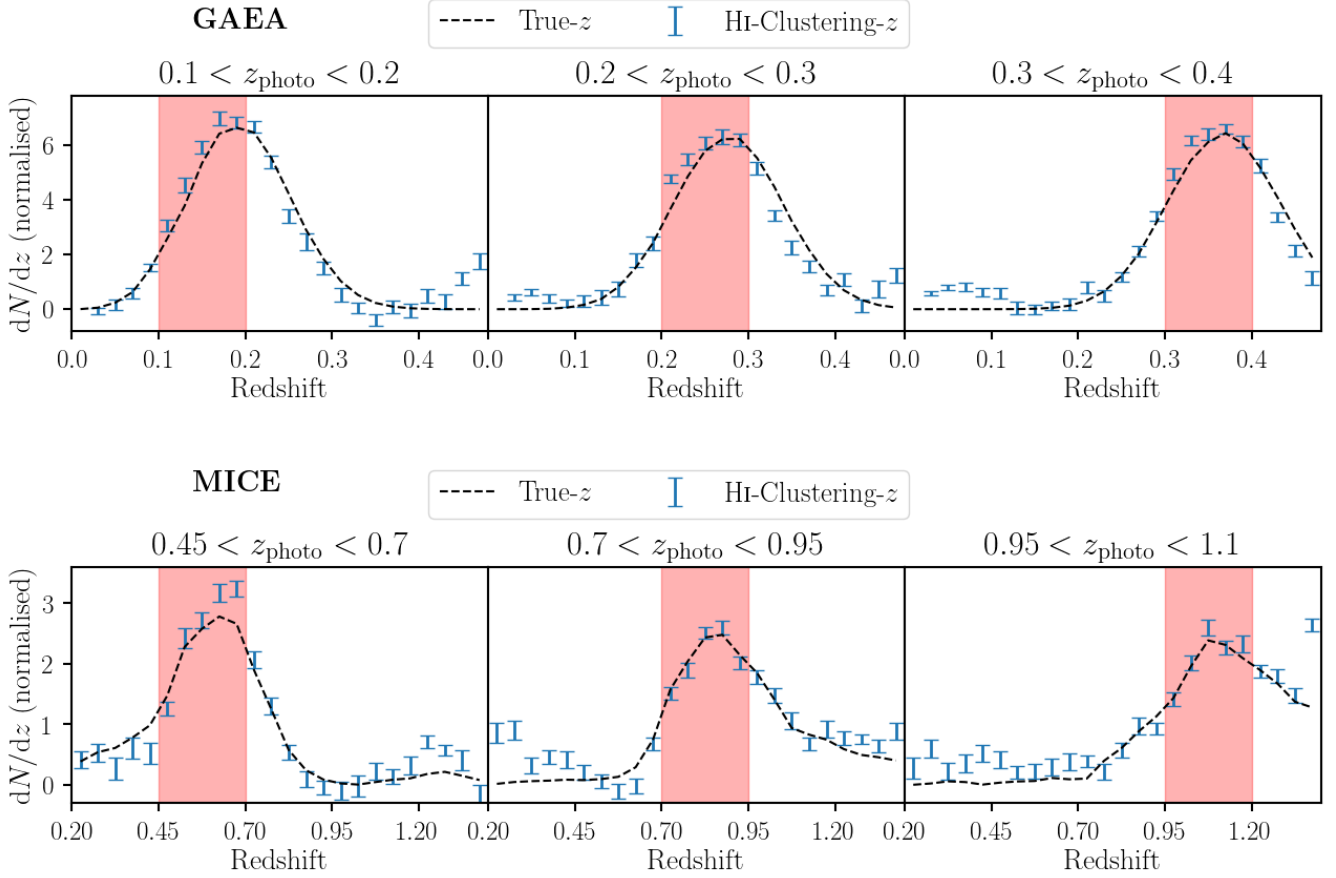 GAEA
True-z HI-Clustering-z
0.1 < z_photo < 0.2 0.2 < z_photo < 0.3 0.3 < z_photo < 0.4
dN/dz (normalised)
6
4
2
0
0.0 0.1 0.2 0.3 0.4 0.0 0.1 0.2 0.3 0.4 0.0 0.1 0.2 0.3 0.4
Redshift Redshift Redshift
MICE
True-z HI-Clustering-z
0.45 < z_photo < 0.7 0.7 < z_photo < 0.95 0.95 < z_photo < 1.1
dN/dz (normalised)
3
2
1
0
0.20 0.45 0.70 0.95 1.20 0.20 0.45 0.70 0.95 1.20 0.20 0.45 0.70 0.95 1.20
Redshift Redshift Redshift